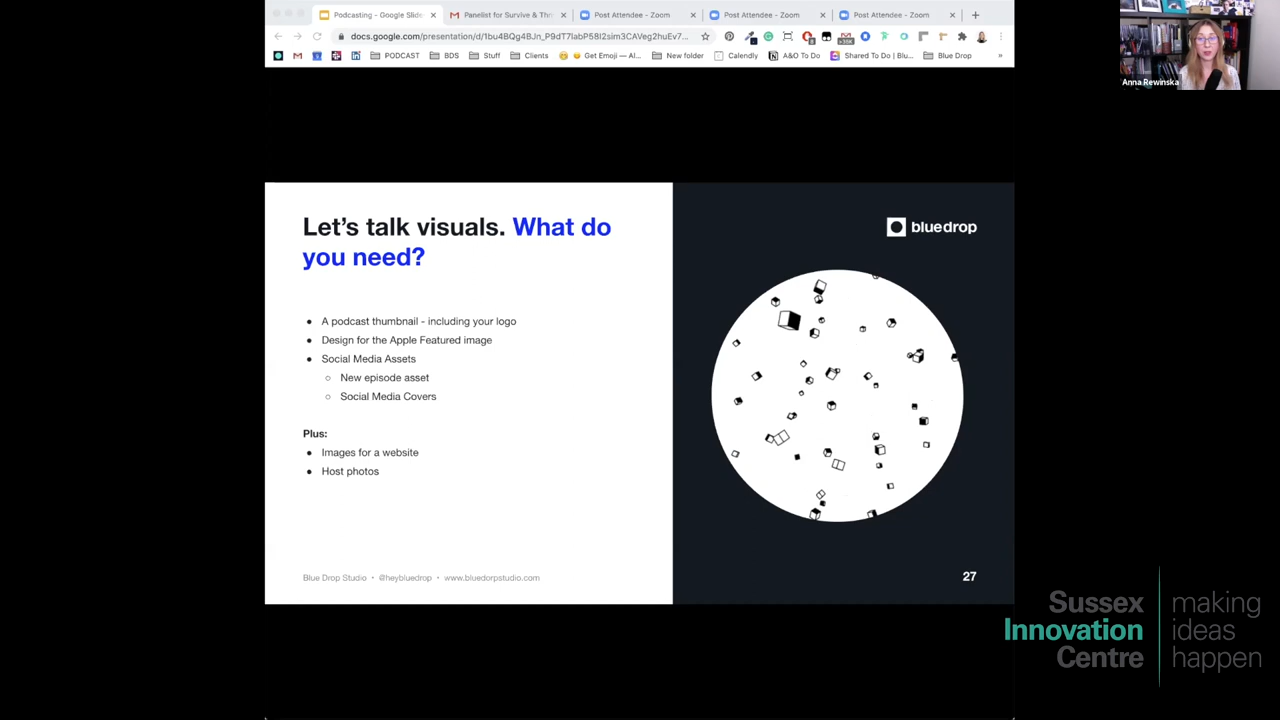 Podcasting - Google Slides
Panelist for Survive & Thr
Post Attendee - Zoom
Post Attendee - Zoom
Post Attendee - Zoom
docs.google.com/presentation/d/1bu4BQg4BJn_P9dT7labP58I2sim3CAVeg2huEv7...
PODCAST
BDS
Stuff
Clients
Get Emoji — Al...
New folder
Calendly
A&O To Do
Shared To Do | Blu...
Blue Drop
Anna Rewinska
Let's talk visuals. What do
you need?
bluedrop
● A podcast thumbnail - including your logo
● Design for the Apple Featured image
● Social Media Assets
○ New episode asset
○ Social Media Covers
Plus:
● Images for a website
● Host photos
Blue Drop Studio • @heybluedrop • www.bluedorpstudio.com
27
Sussex
Innovation
Centre
making
ideas
happen